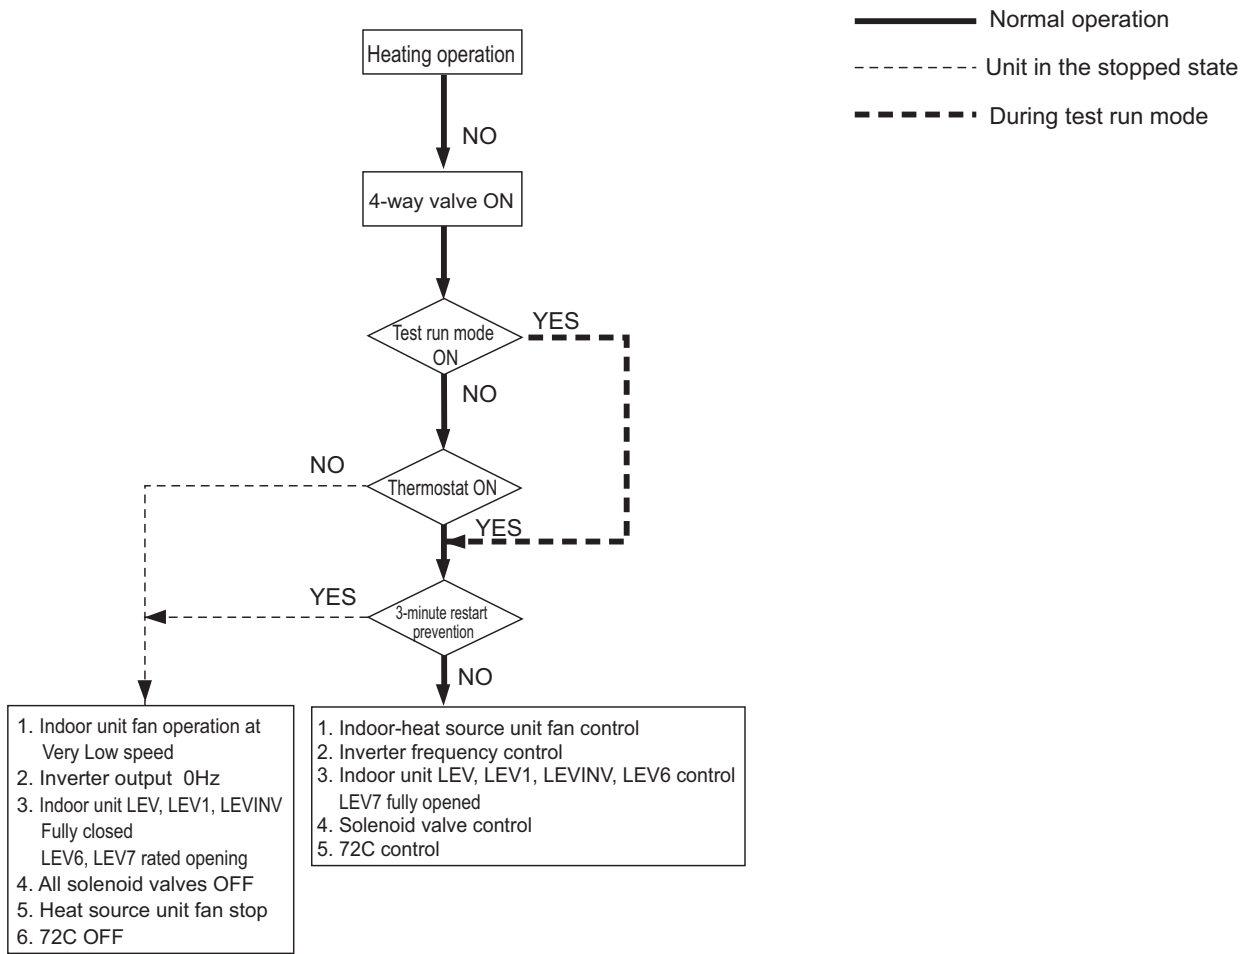 Normal operation
Unit in the stopped state
During test run mode
Heating operation
NO
4-way valve ON
Test run mode
ON
YES
NO
Thermostat ON
NO
YES
3-minute restart
prevention
YES
NO
1. Indoor unit fan operation at
Very Low speed
2. Inverter output 0Hz
3. Indoor unit LEV, LEV1, LEVINV
Fully closed
LEV6, LEV7 rated opening
4. All solenoid valves OFF
5. Heat source unit fan stop
6. 72C OFF
1. Indoor-heat source unit fan control
2. Inverter frequency control
3. Indoor unit LEV, LEV1, LEVINV, LEV6 control
LEV7 fully opened
4. Solenoid valve control
5. 72C control